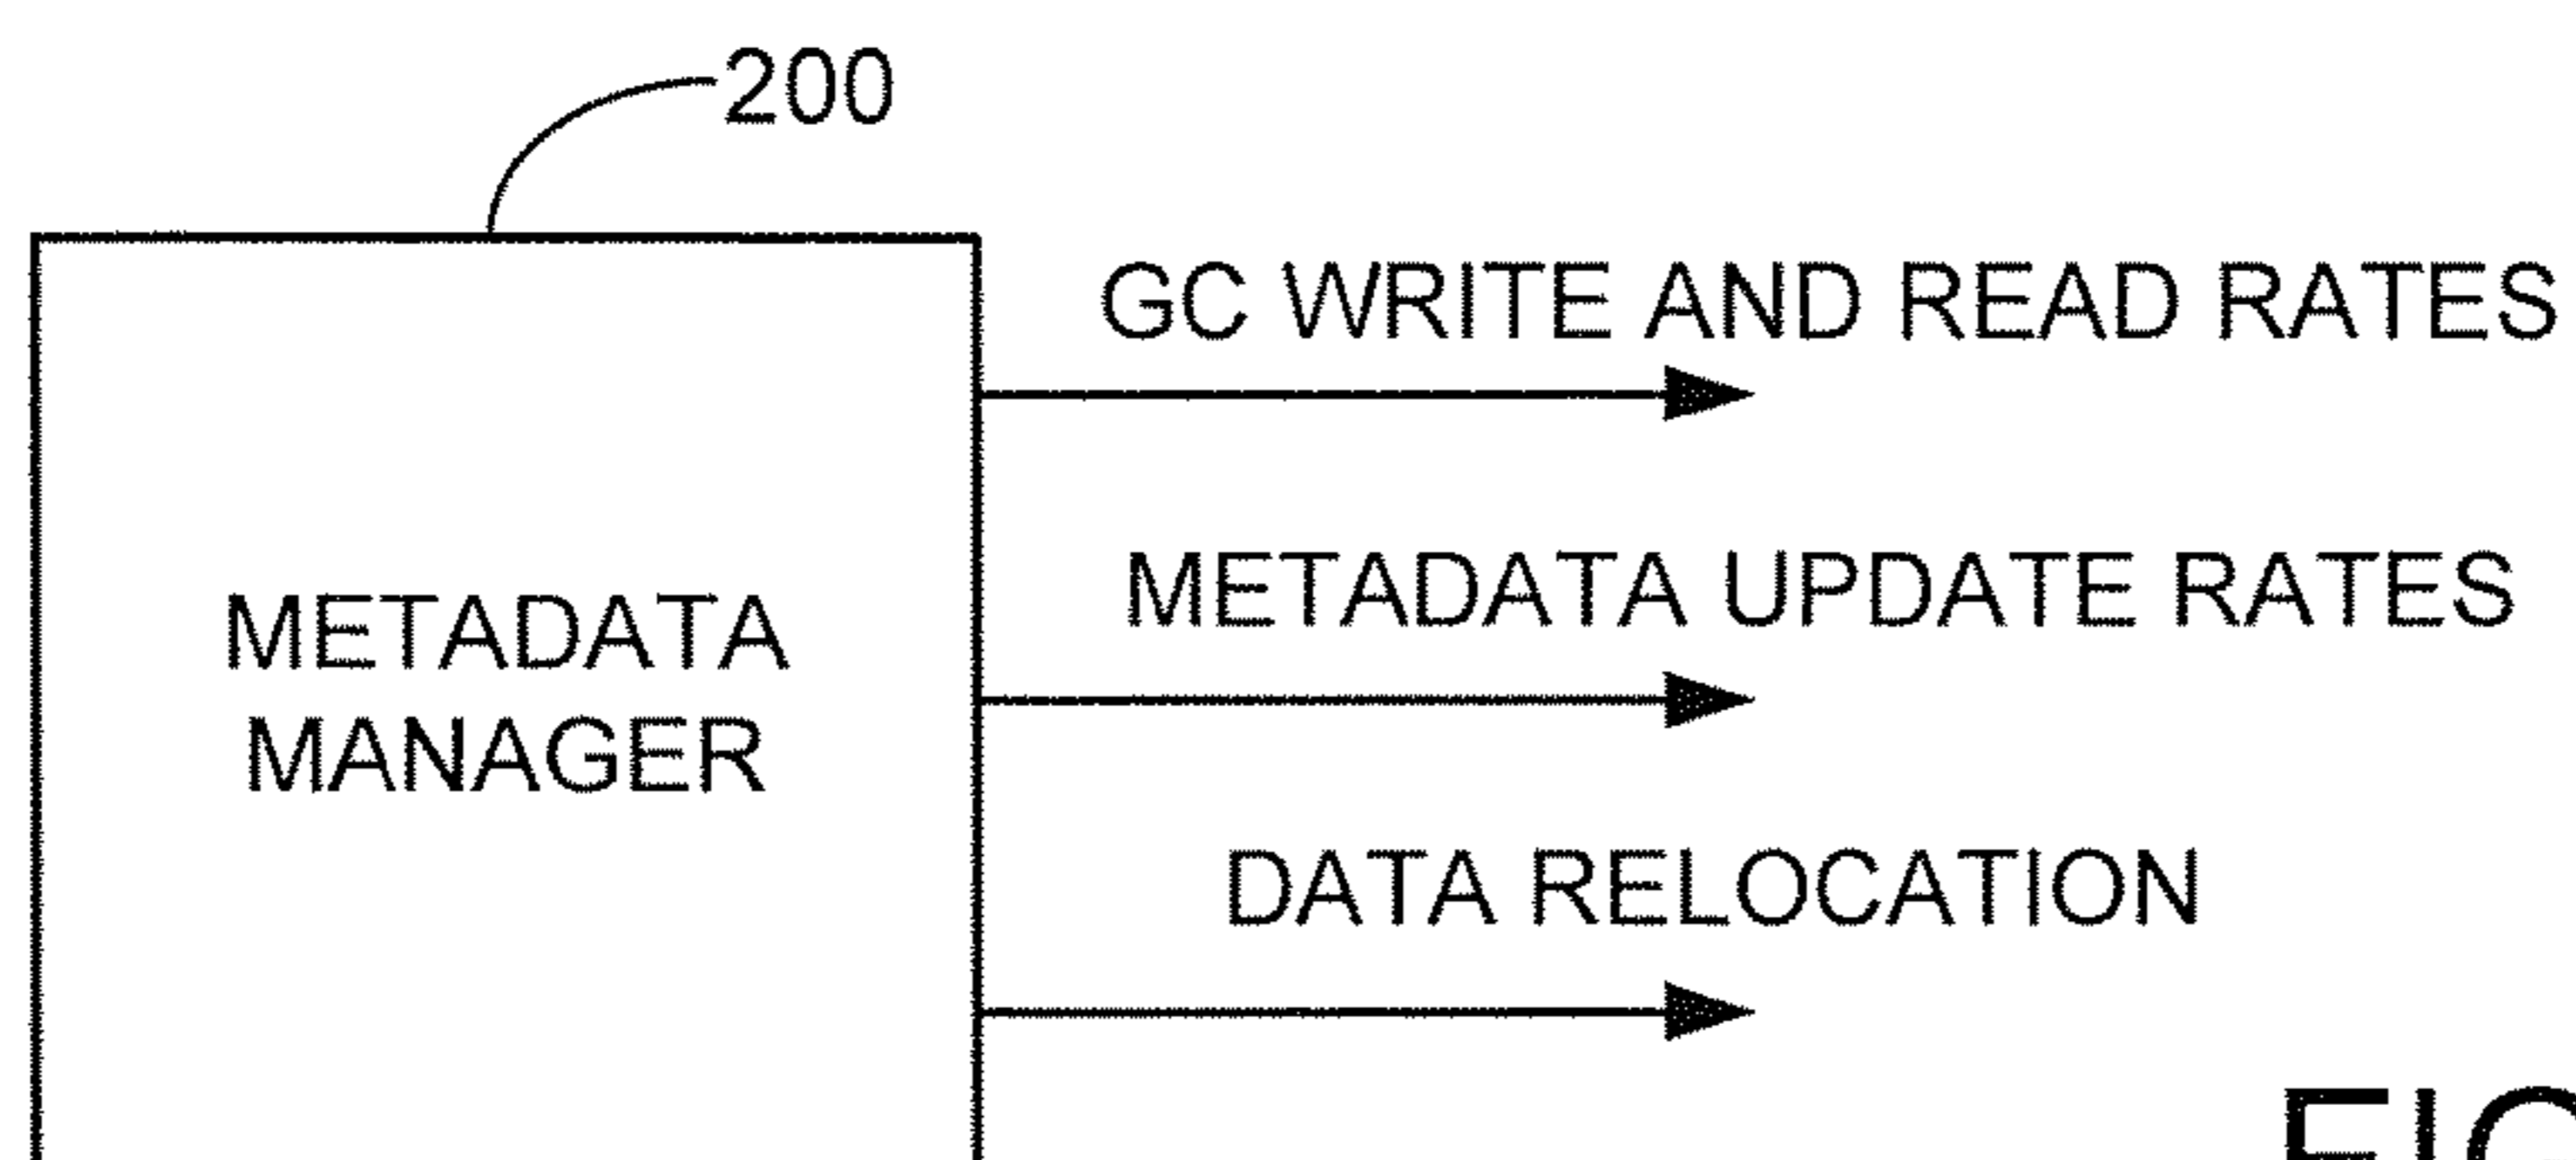 200
GC WRITE AND READ RATES
METADATA UPDATE RATES
METADATA
MANAGER
DATA RELOCATION